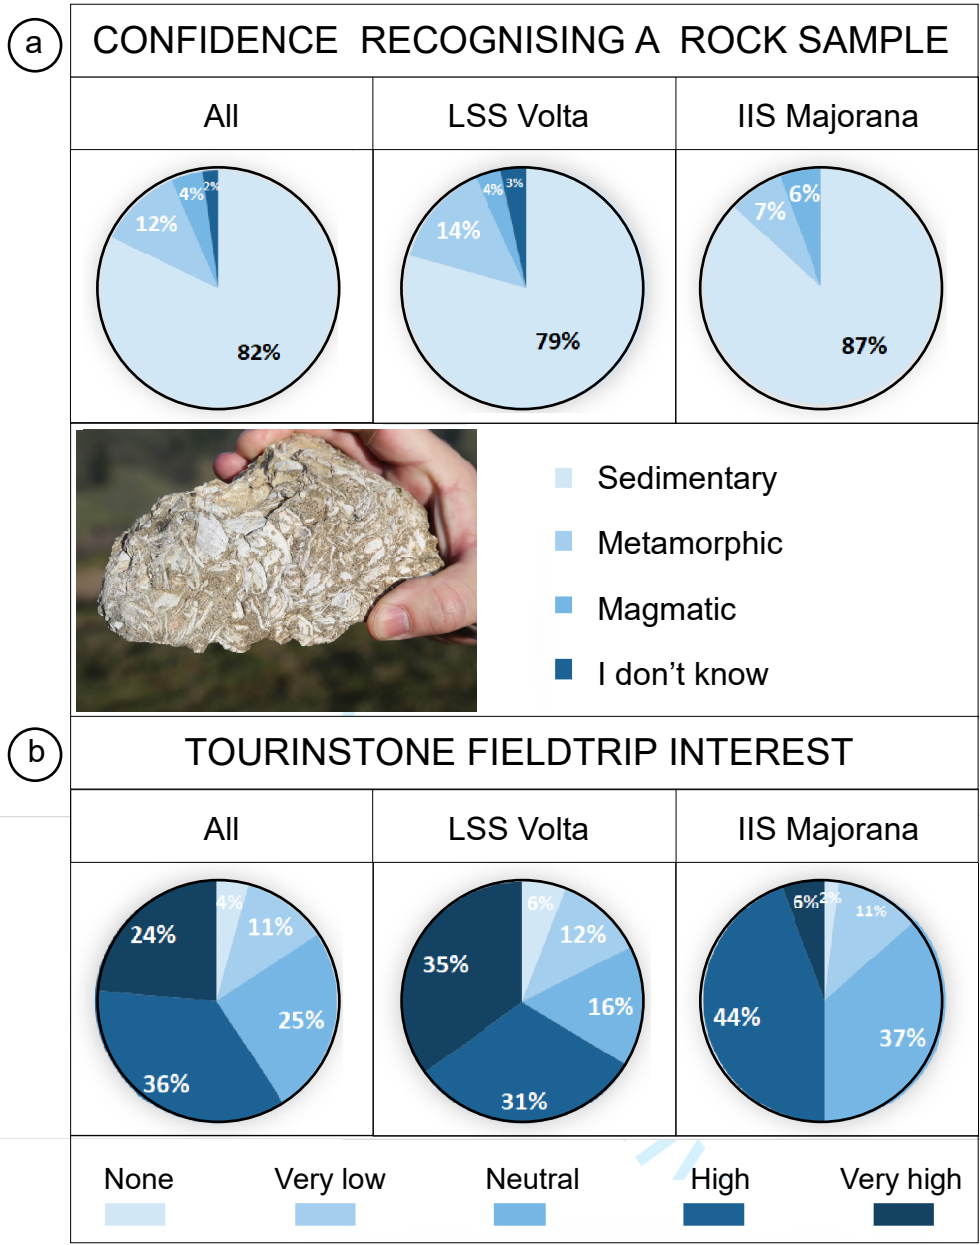 a
CONFIDENCE RECOGNISING A ROCK SAMPLE
All
LSS Volta
IIS Majorana
2%
4%
12%
82%
3%
4%
14%
79%
6%
7%
87%
Sedimentary
Metamorphic
Magmatic
I don't know
b
TOURINSTONE FIELDTRIP INTEREST
All
LSS Volta
IIS Majorana
4%
11%
24%
25%
36%
6%
12%
35%
16%
31%
6%
2%
11%
44%
37%
None
Very low
Neutral
High
Very high